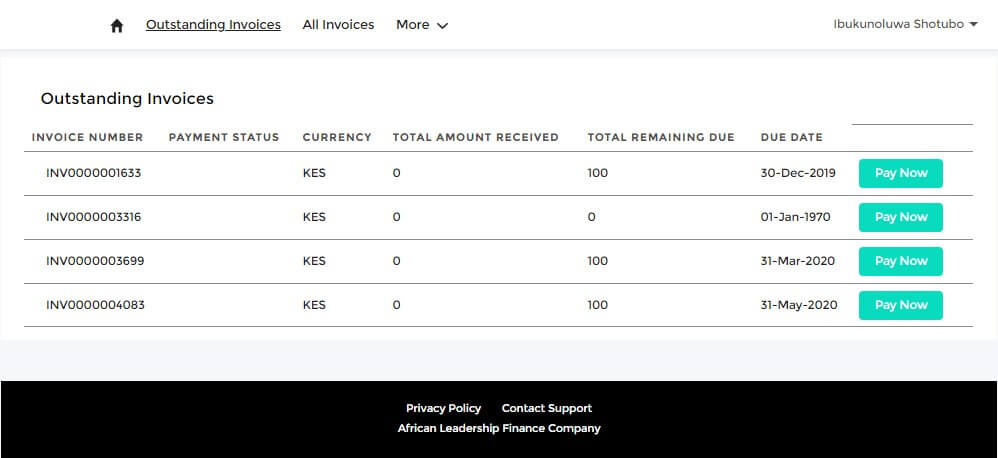 Outstanding Invoices All Invoices More Ibukunoluwa Shotubo
Outstanding Invoices
INVOICE NUMBER PAYMENT STATUS CURRENCY TOTAL AMOUNT RECEIVED TOTAL REMAINING DUE DUE DATE
INV0000001633 KES 0 100 30-Dec-2019 Pay Now
INV0000003316 KES 0 0 01-Jan-1970 Pay Now
INV0000003699 KES 0 100 31-Mar-2020 Pay Now
INV0000004083 KES 0 100 31-May-2020 Pay Now
Privacy Policy Contact Support
African Leadership Finance Company